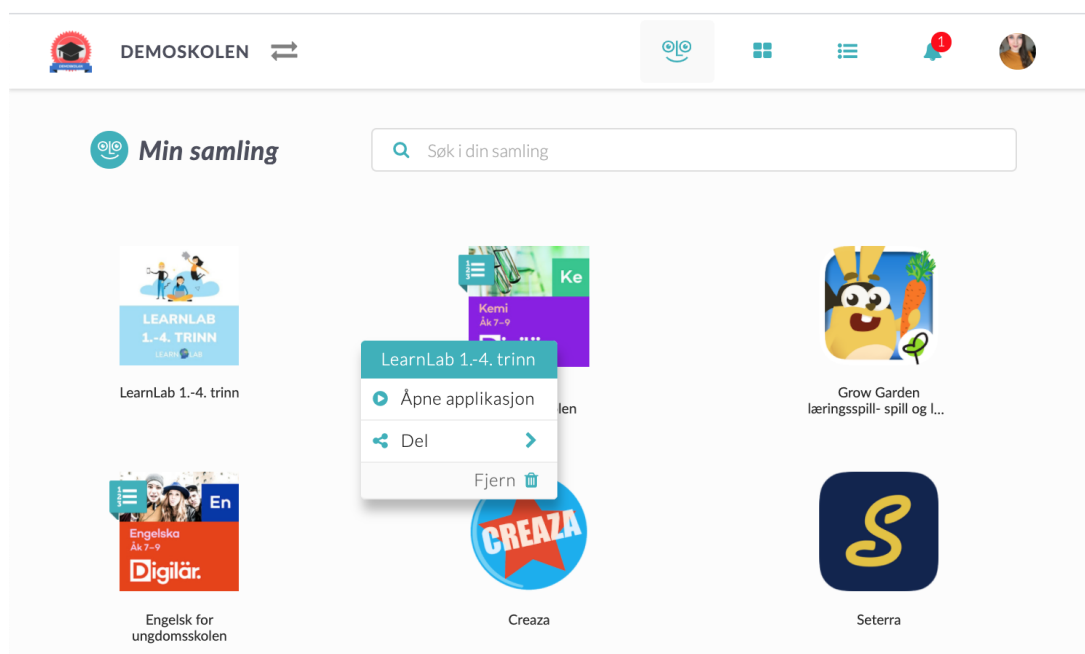 DEMOSKOLEN
1
Min samling
Søk i din samling
LEARNLAB
1.-4. TRINN
LEARN LAB
LearnLab 1.-4. trinn
Ke
Kemi
Åk 7–9
LearnLab 1.-4. trinn
Åpne applikasjon
Del
Fjern
len
Grow Garden
læringsspill- spill og l...
En
Engelska
Åk 7–9
Digilär.
Engelsk for
ungdomsskolen
CREAZA
Creaza
S
Seterra